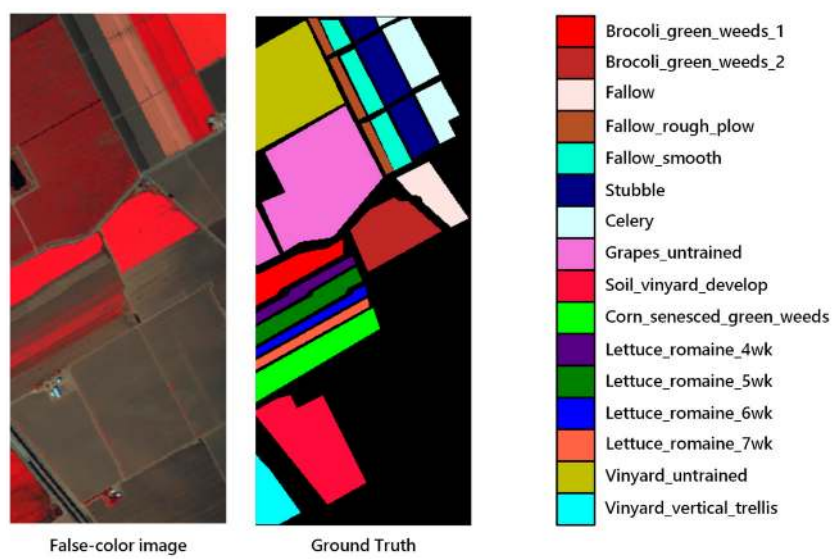 Brocoli_green_weeds_1
Brocoli_green_weeds_2
Fallow
Fallow_rough_plow
Fallow_smooth
Stubble
Celery
Grapes_untrained
Soil_vinyard_develop
Corn_senesced_green_weeds
Lettuce_romaine_4wk
Lettuce_romaine_5wk
Lettuce_romaine_6wk
Lettuce_romaine_7wk
Vinyard_untrained
Vinyard_vertical_trellis
False-color image
Ground Truth